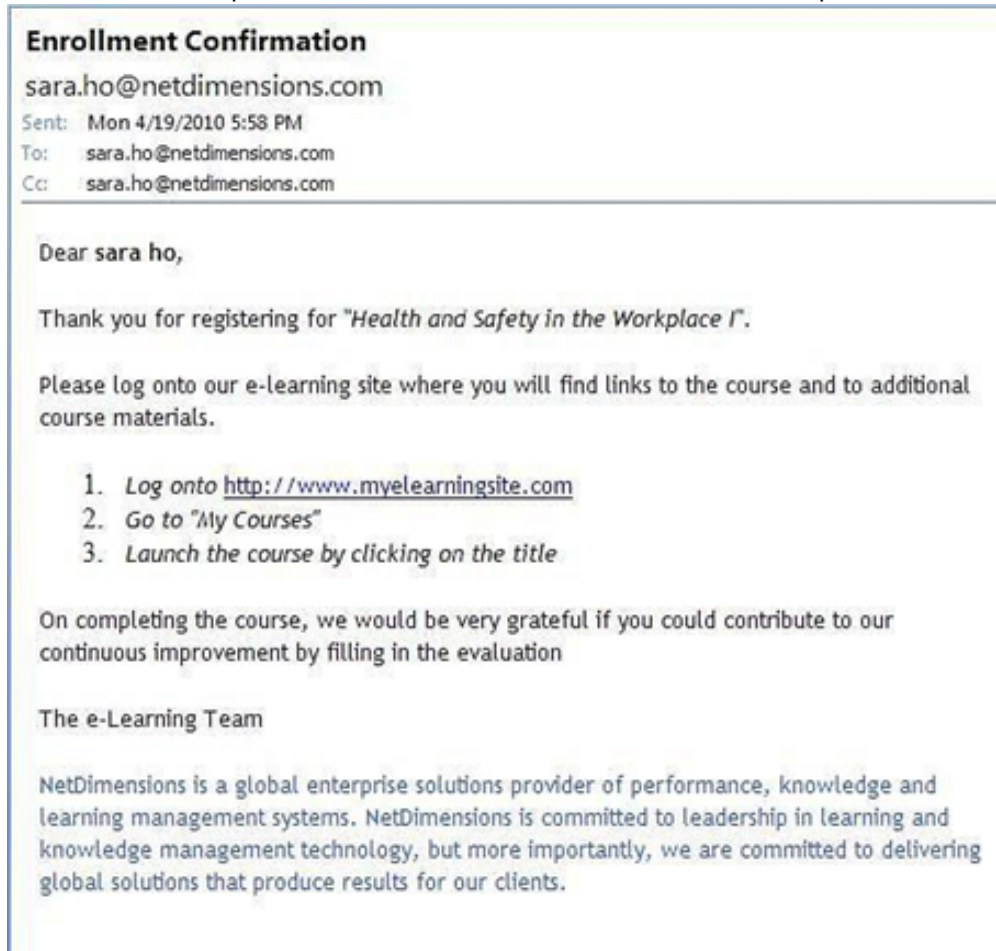 Enrollment Confirmation
sara.ho@netdimensions.com
Sent: Mon 4/19/2010 5:58 PM
To: sara.ho@netdimensions.com
Cc: sara.ho@netdimensions.com
Dear sara ho,
Thank you for registering for "Health and Safety in the Workplace I".
Please log onto our e-learning site where you will find links to the course and to additional
course materials.
1. Log onto http://www.myelearningsite.com
2. Go to "My Courses"
3. Launch the course by clicking on the title
On completing the course, we would be very grateful if you could contribute to our
continuous improvement by filling in the evaluation
The e-Learning Team
NetDimensions is a global enterprise solutions provider of performance, knowledge and
learning management systems. NetDimensions is committed to leadership in learning and
knowledge management technology, but more importantly, we are committed to delivering
global solutions that produce results for our clients.